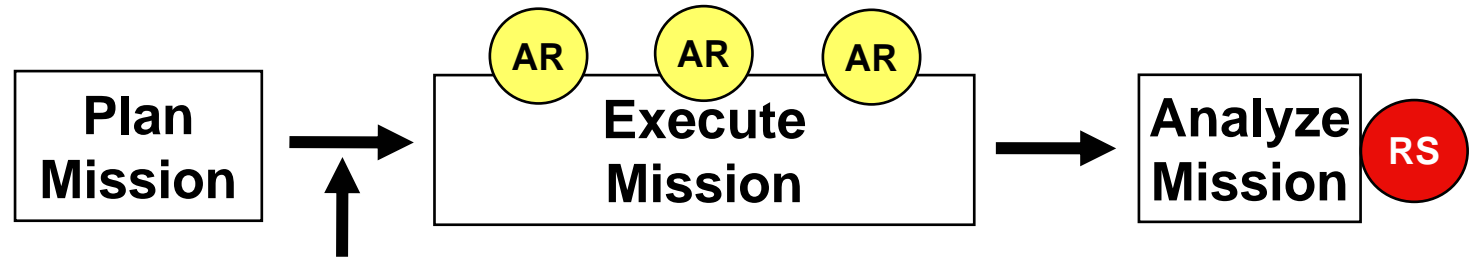 AR
AR
AR
Plan
Mission
Execute
Mission
Analyze
Mission
RS